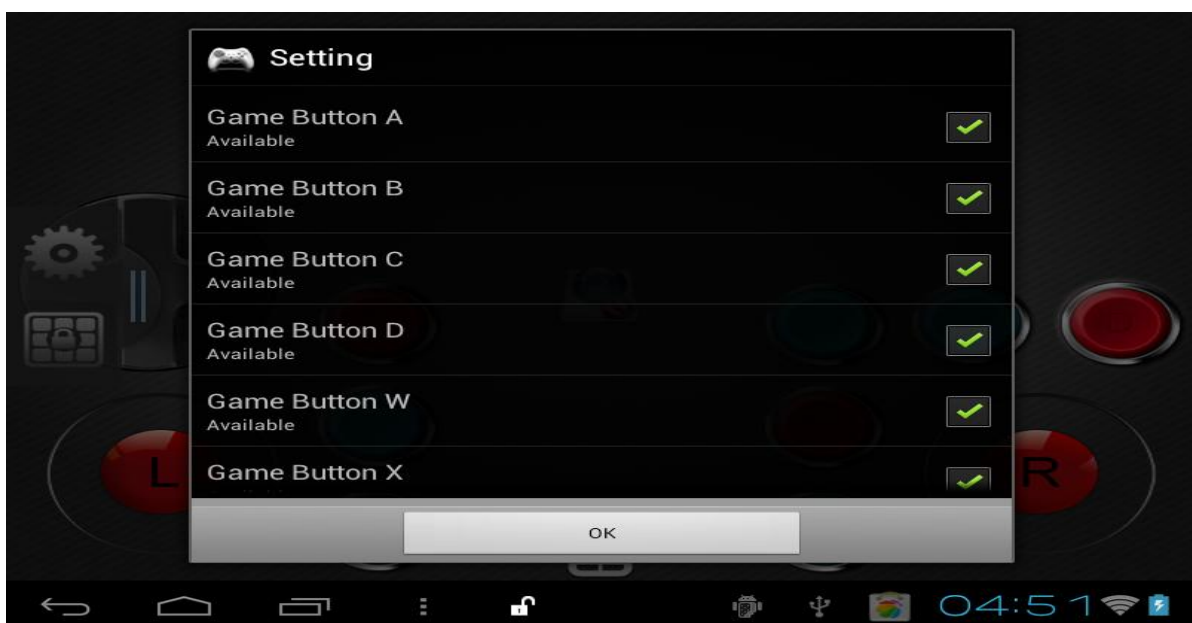 Setting
Game Button A
Available
Game Button B
Available
Game Button C
Available
Game Button D
Available
Game Button W
Available
Game Button X
L
R
OK
04:51